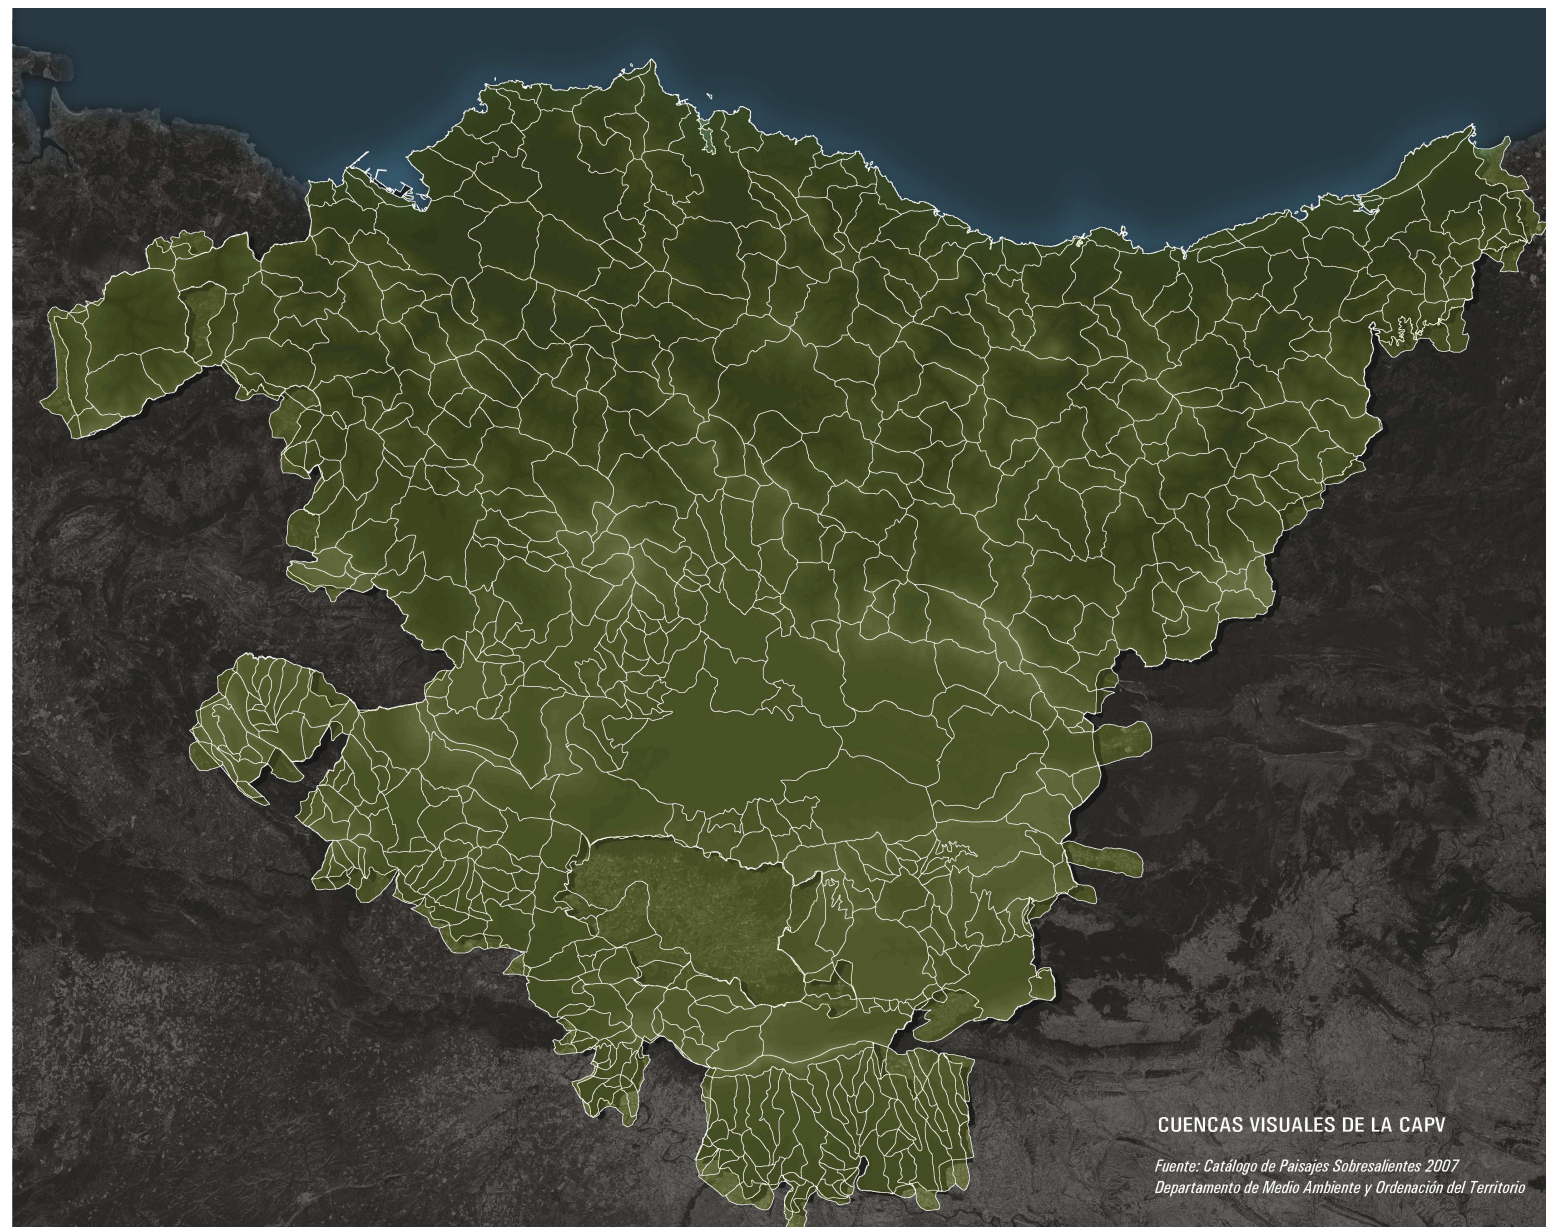 CUENCAS VISUALES DE LA CAPV
Fuente: Catálogo de Paisajes Sobresalientes 2007
Departamento de Medio Ambiente y Ordenación del Territorio